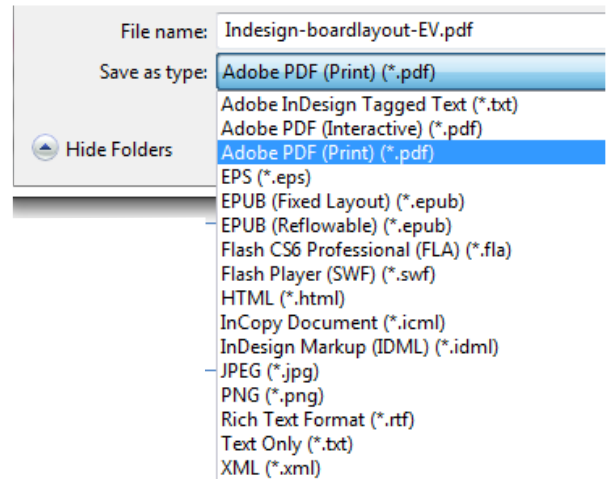 File name: Indesign-boardlayout-EV.pdf
Save as type: Adobe PDF (Print) (*.pdf)
Adobe InDesign Tagged Text (*.txt)
Adobe PDF (Interactive) (*.pdf)
Hide Folders Adobe PDF (Print) (*.pdf)
EPS (*.eps)
EPUB (Fixed Layout) (*.epub)
EPUB (Reflowable) (*.epub)
Flash CS6 Professional (FLA) (*.fla)
Flash Player (SWF) (*.swf)
HTML (*.html)
InCopy Document (*.icml)
InDesign Markup (IDML) (*.idml)
JPEG (*.jpg)
PNG (*.png)
Rich Text Format (*.rtf)
Text Only (*.txt)
XML (*.xml)